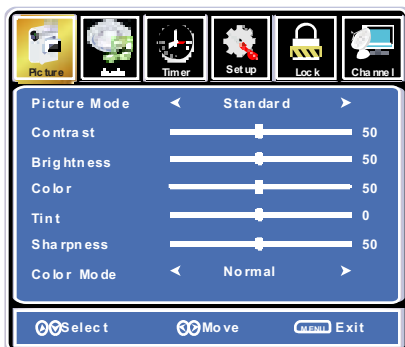 Picture Audio Timer Setup Lock Channel
Picture Mode Standard
Contrast 50
Brightness 50
Color 50
Tint 0
Sharpness 50
Color Mode Normal
Select Move MENU Exit